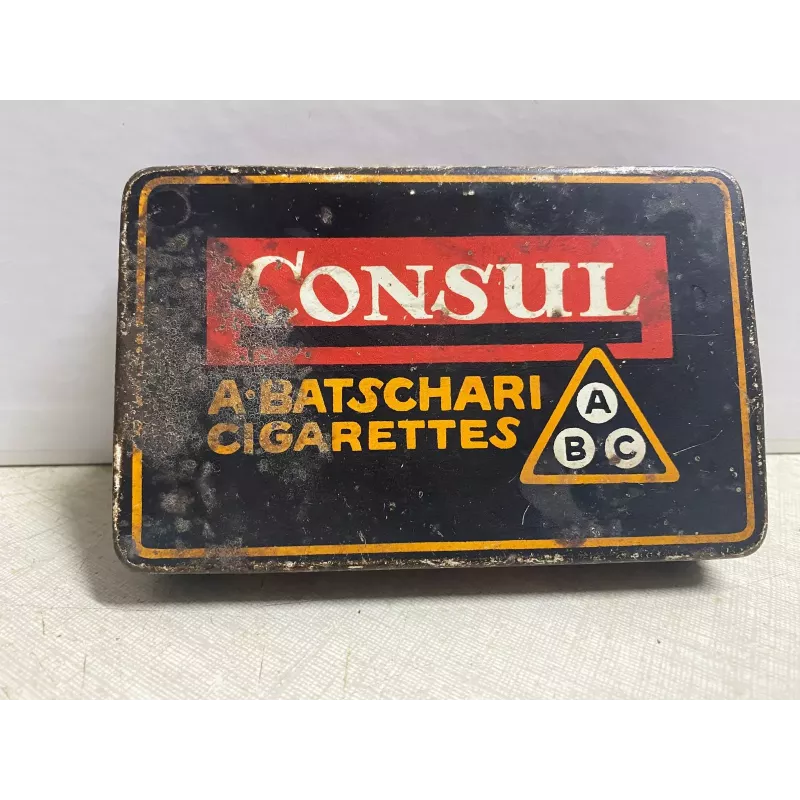 CONSUL
A·BATSCHARI
CIGARETTES
A
B C